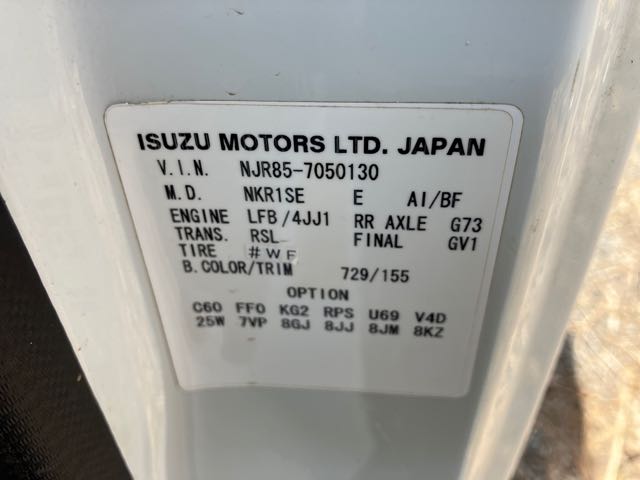 ISUZU MOTORS LTD. JAPAN
V.I.N. NJR85-7050130
M.D. NKR1SE E AI/BF
ENGINE LFB/4JJ1 RR AXLE G73
TRANS. RSL FINAL GV1
TIRE #WF
B.COLOR/TRIM 729/155
OPTION
C60 FF0 KG2 RPS U69 V4D
25W 7VP 8GJ 8JJ 8JM 8KZ